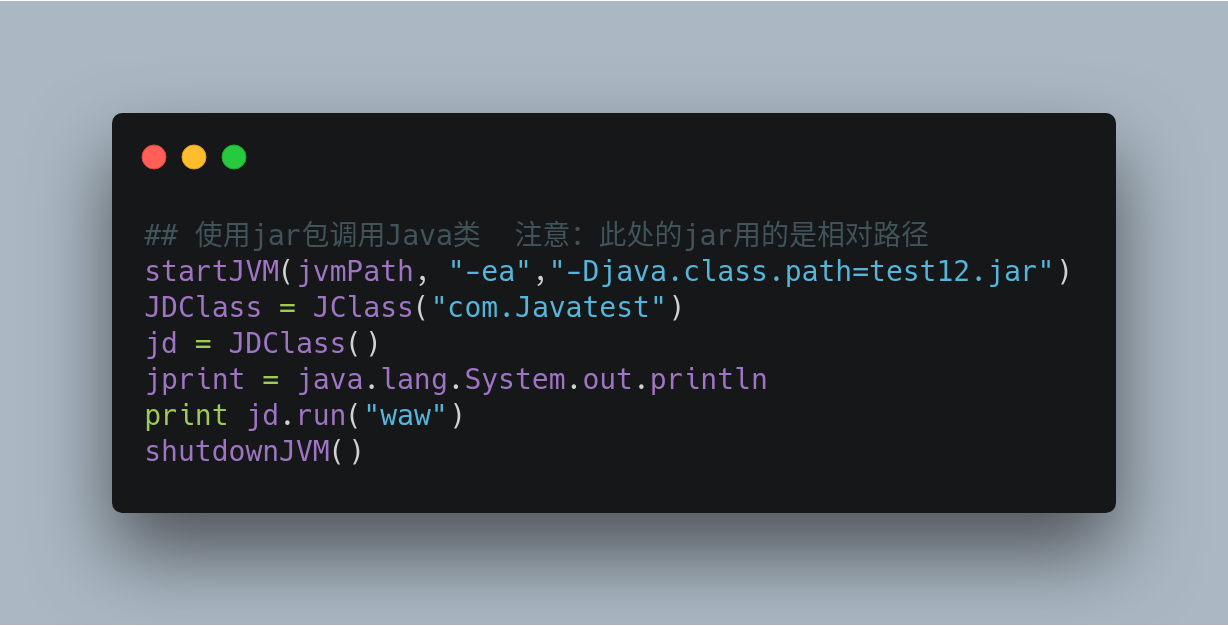 ## 使用jar包调用Java类  注意：此处的jar用的是相对路径
startJVM(jvmPath, "-ea","-Djava.class.path=test12.jar")
JDClass = JClass("com.Javatest")
jd = JDClass()
jprint = java.lang.System.out.println
print jd.run("waw")
shutdownJVM()